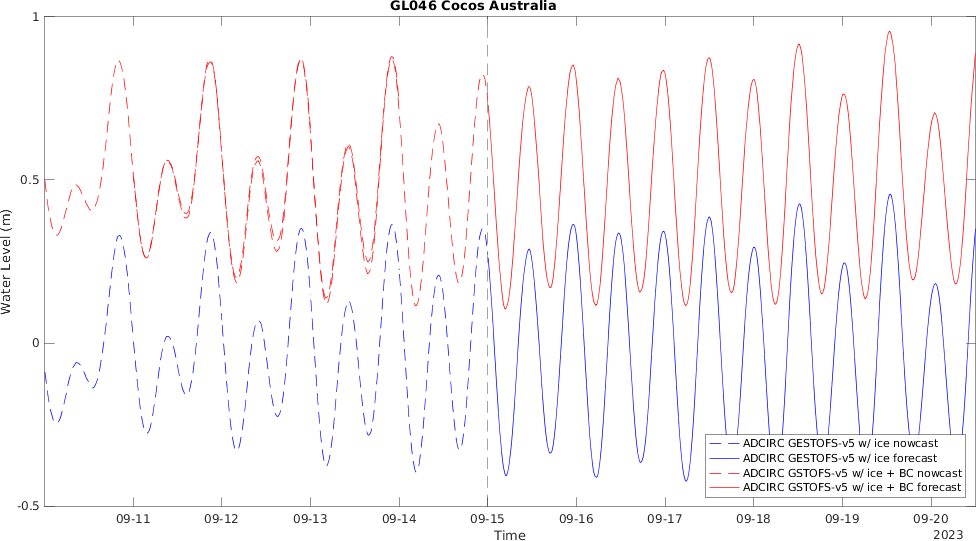 GL046 Cocos Australia
Water Level (m)
1
0.5
0
-0.5
ADCIRC GESTOFS-v5 w/ ice nowcast
ADCIRC GESTOFS-v5 w/ ice forecast
ADCIRC GSTOFS-v5 w/ ice + BC nowcast
ADCIRC GSTOFS-v5 w/ ice + BC forecast
09-11 09-12 09-13 09-14 09-15 09-16 09-17 09-18 09-19 09-20
Time
2023